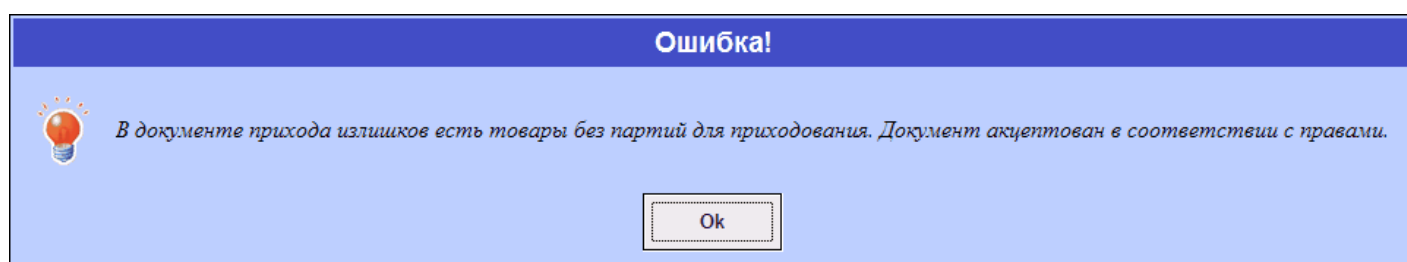 Ошибка!
В документе прихода излишков есть товары без партий для приходования. Документ акцептован в соответствии с правами.
Ok